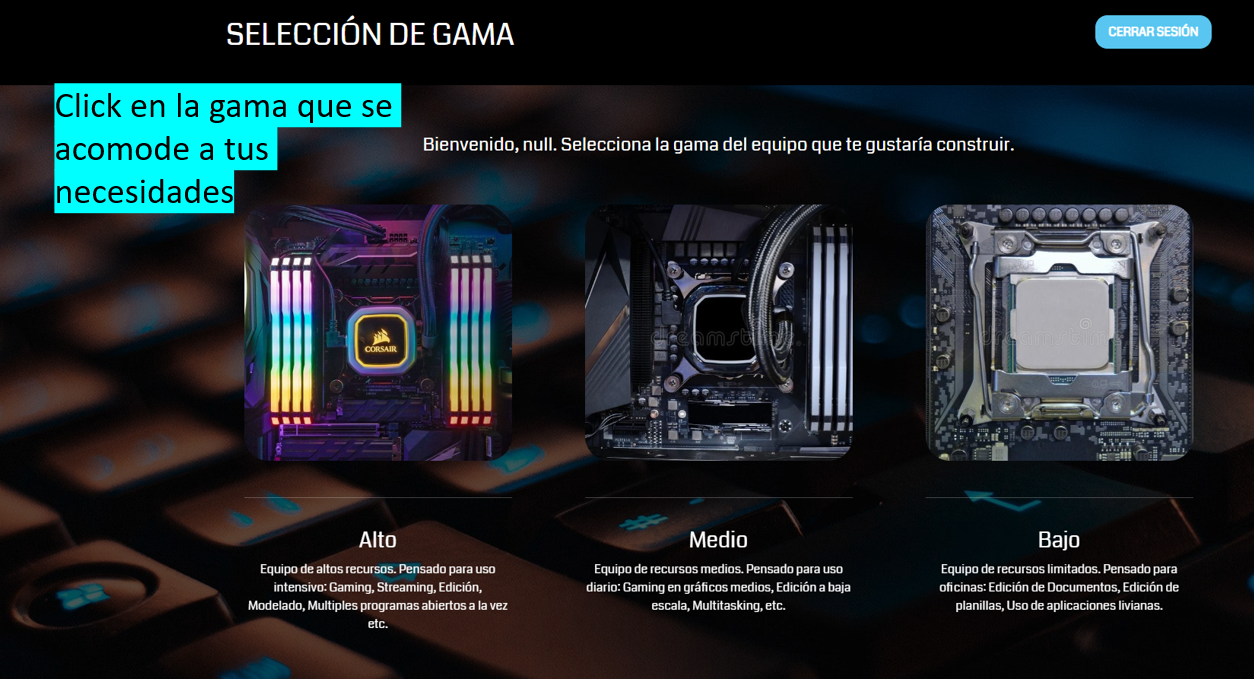 SELECCIÓN DE GAMA
CERRAR SESIÓN
Click en la gama que se
acomode a tus
necesidades
Bienvenido, null. Selecciona la gama del equipo que te gustaría construir.
CORSAIR
dreamstime
Alto
Equipo de altos recursos. Pensado para uso
intensivo: Gaming, Streaming, Edición,
Modelado, Multiples programas abiertos a la vez
etc.
Medio
Equipo de recursos medios. Pensado para uso
diario: Gaming en gráficos medios, Edición a baja
escala, Multitasking, etc.
Bajo
Equipo de recursos limitados. Pensado para
oficinas: Edición de Documentos, Edición de
planillas, Uso de aplicaciones livianas.